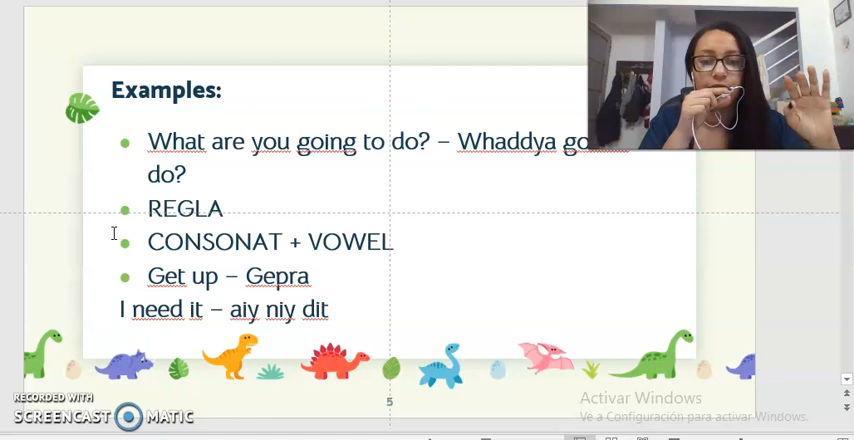 Examples:
What are you going to do? – Whaddya
do?
REGLA
CONSONAT + VOWEL
Get up – Gepra
I need it – aiy niy dit
5
RECORDED WITH
SCREENCAST MATIC
Activar Windows
Ve a Configuración para activar Windows.